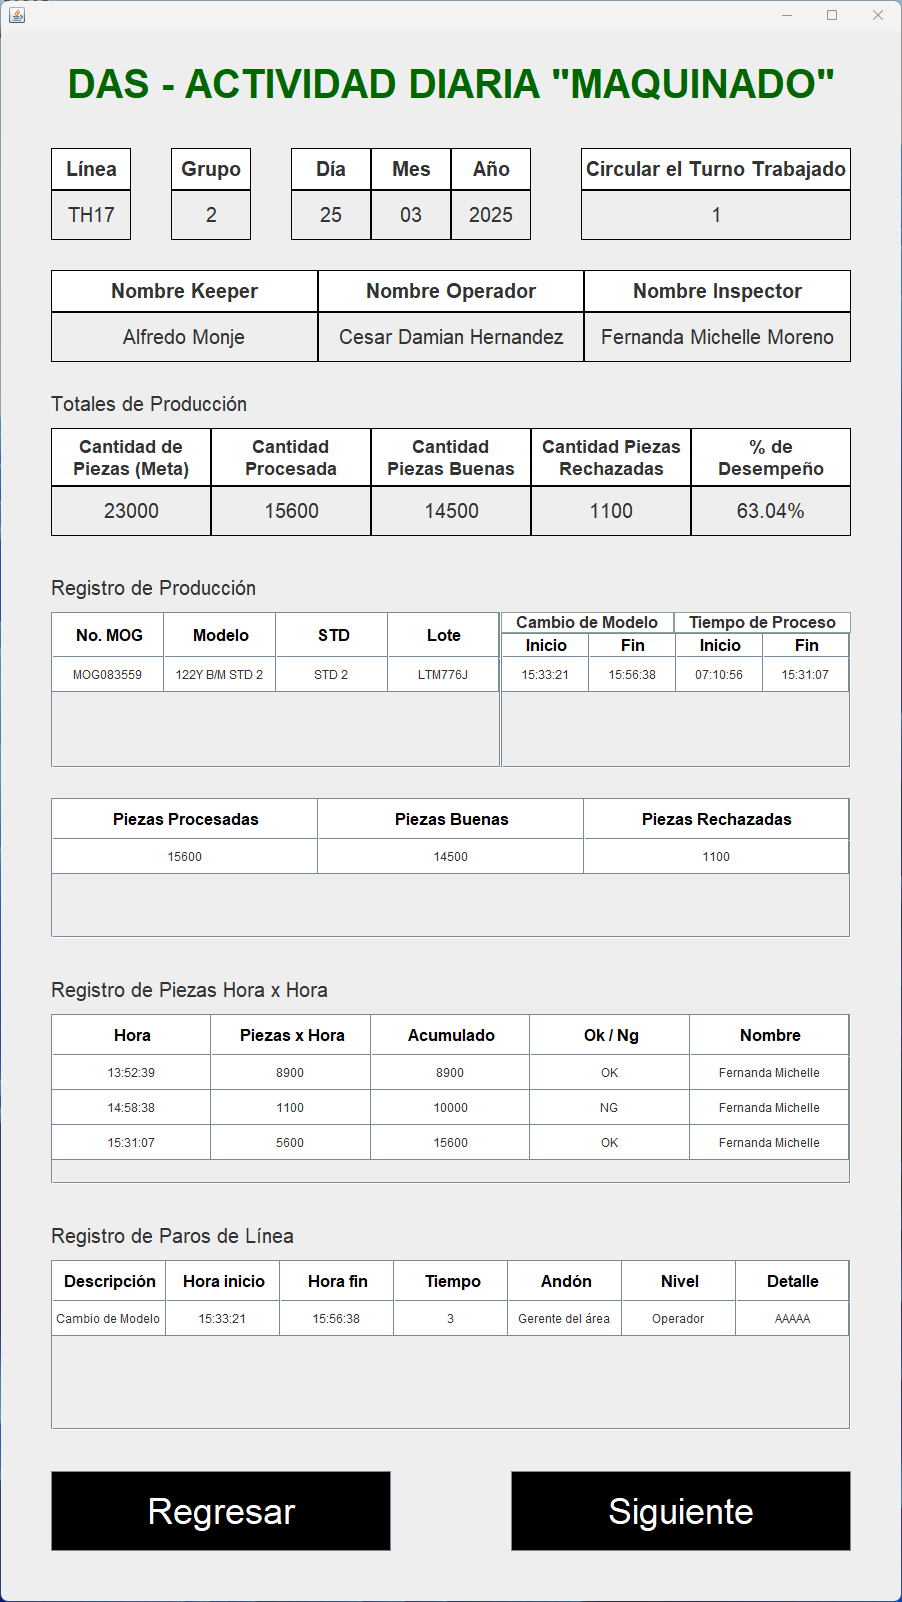 DAS - ACTIVIDAD DIARIA "MAQUINADO"
Línea Grupo Día Mes Año Circular el Turno Trabajado
TH17 2 25 03 2025 1
Nombre Keeper Nombre Operador Nombre Inspector
Alfredo Monje Cesar Damian Hernandez Fernanda Michelle Moreno
Totales de Producción
Cantidad de Cantidad Cantidad Cantidad Piezas % de
Piezas (Meta) Procesada Piezas Buenas Rechazadas Desempeño
23000 15600 14500 1100 63.04%
Registro de Producción
Cambio de Modelo Tiempo de Proceso
No. MOG Modelo STD Lote Inicio Fin Inicio Fin
MOG083559 122Y B/M STD 2 STD 2 LTM776J 15:33:21 15:56:38 07:10:56 15:31:07
Piezas Procesadas Piezas Buenas Piezas Rechazadas
15600 14500 1100
Registro de Piezas Hora x Hora
Hora Piezas x Hora Acumulado Ok / Ng Nombre
13:52:39 8900 8900 OK Fernanda Michelle
14:58:38 1100 10000 NG Fernanda Michelle
15:31:07 5600 15600 OK Fernanda Michelle
Registro de Paros de Línea
Descripción Hora inicio Hora fin Tiempo Andón Nivel Detalle
Cambio de Modelo 15:33:21 15:56:38 3 Gerente del área Operador AAAAA
Regresar Siguiente